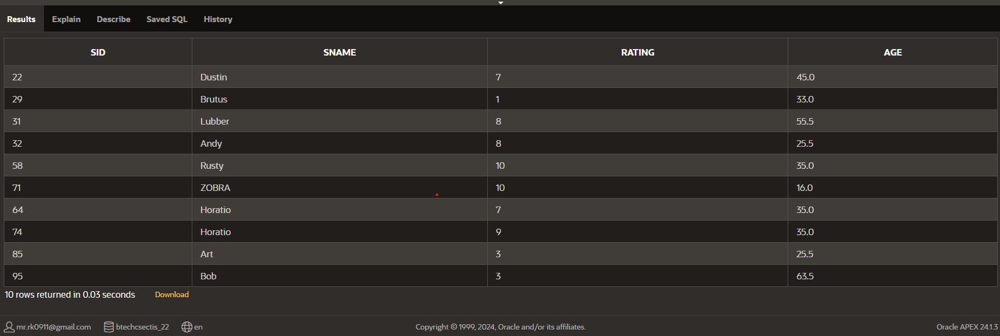 Results Explain Describe Saved SQL History
SID SNAME RATING AGE
22 Dustin 7 45.0
29 Brutus 1 33.0
31 Lubber 8 55.5
32 Andy 8 25.5
58 Rusty 10 35.0
71 ZOBRA 10 16.0
64 Horatio 7 35.0
74 Horatio 9 35.0
85 Art 3 25.5
95 Bob 3 63.5
10 rows returned in 0.03 seconds Download
mr.rk0911@gmail.com btechcsectis_22 en Copyright © 1999, 2024, Oracle and/or its affiliates. Oracle APEX 24.1.3